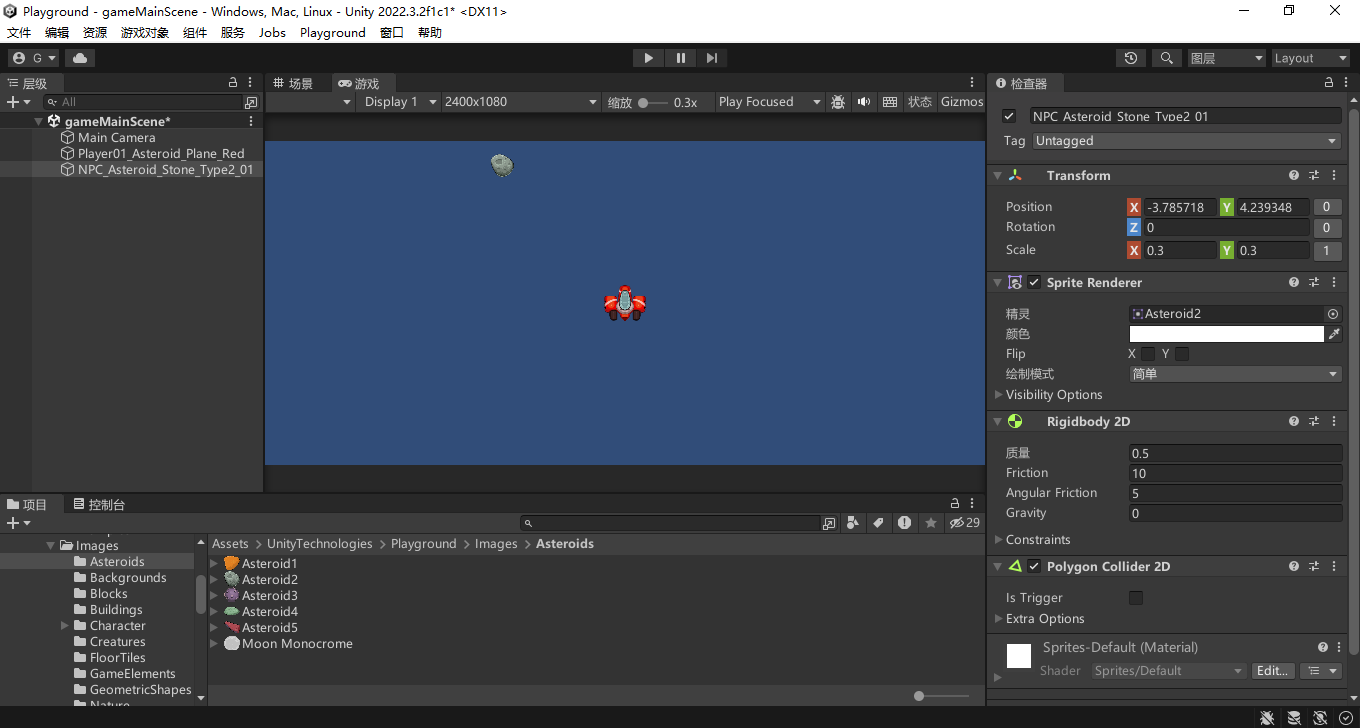 Playground - gameMainScene - Windows, Mac, Linux - Unity 2022.3.2f1c1* <DX11>
文件 编辑 资源 游戏对象 组件 服务 Jobs Playground 窗口 帮助
G 图层 Layout
层级
All
gameMainScene*
Main Camera
Player01_Asteroid_Plane_Red
NPC_Asteroid_Stone_Type2_01
场景 游戏
Display 1 2400x1080 缩放 0.3x Play Focused 状态 Gizmos
检查器
NPC_Asteroid_Stone_Type2_01
Tag Untagged
Transform
Position X -3.785718 Y 4.239348 0
Rotation Z 0 0
Scale X 0.3 Y 0.3 1
Sprite Renderer
精灵 Asteroid2
颜色
Flip X Y
绘制模式 简单
Visibility Options
Rigidbody 2D
质量 0.5
Friction 10
Angular Friction 5
Gravity 0
Constraints
Polygon Collider 2D
Is Trigger
Extra Options
Sprites-Default (Material)
Shader Sprites/Default Edit...
项目 控制台
29
Images
Asteroids
Backgrounds
Blocks
Buildings
Character
Creatures
FloorTiles
GameElements
GeometricShapes
Nature
Assets > UnityTechnologies > Playground > Images > Asteroids
Asteroid1
Asteroid2
Asteroid3
Asteroid4
Asteroid5
Moon Monocrome